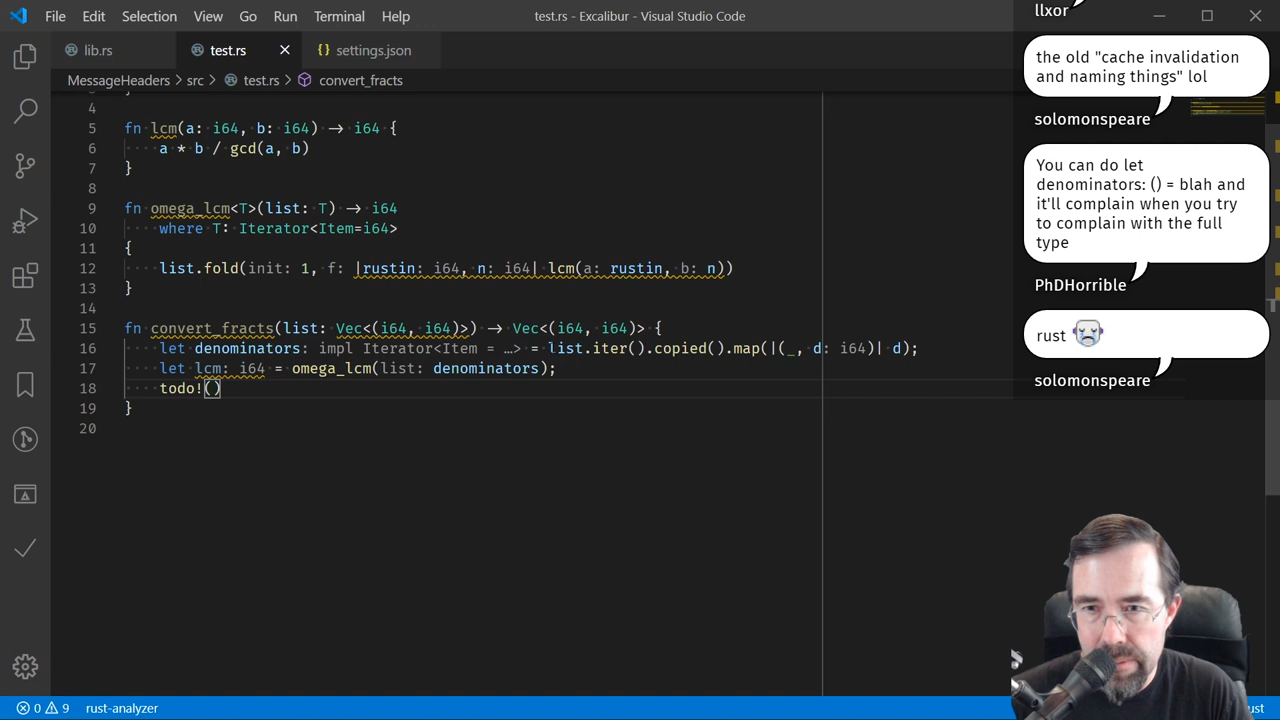 File Edit Selection View Go Run Terminal Help
test.rs - Excalibur - Visual Studio Code
lib.rs
test.rs
settings.json
MessageHeaders > src > test.rs > convert_fracts
4
5 fn lcm(a: i64, b: i64) -> i64 {
6 a * b / gcd(a, b)
7 }
8
9 fn omega_lcm<T>(list: T) -> i64
10 where T: Iterator<Item=i64>
11 {
12 list.fold(init: 1, f: |rustin: i64, n: i64| lcm(a: rustin, b: n))
13 }
14
15 fn convert_fracts(list: Vec<(i64, i64)>) -> Vec<(i64, i64)> {
16 let denominators: impl Iterator<Item = …> = list.iter().copied().map(|(_, d: i64)| d);
17 let lcm: i64 = omega_lcm(list: denominators);
18 todo!()
19 }
20
llxor
the old "cache invalidation
and naming things" lol
solomonspeare
You can do let
denominators: () = blah and
it'll complain when you try
to complain with the full
type
PhDHorrible
rust
solomonspeare
0 9 rust-analyzer